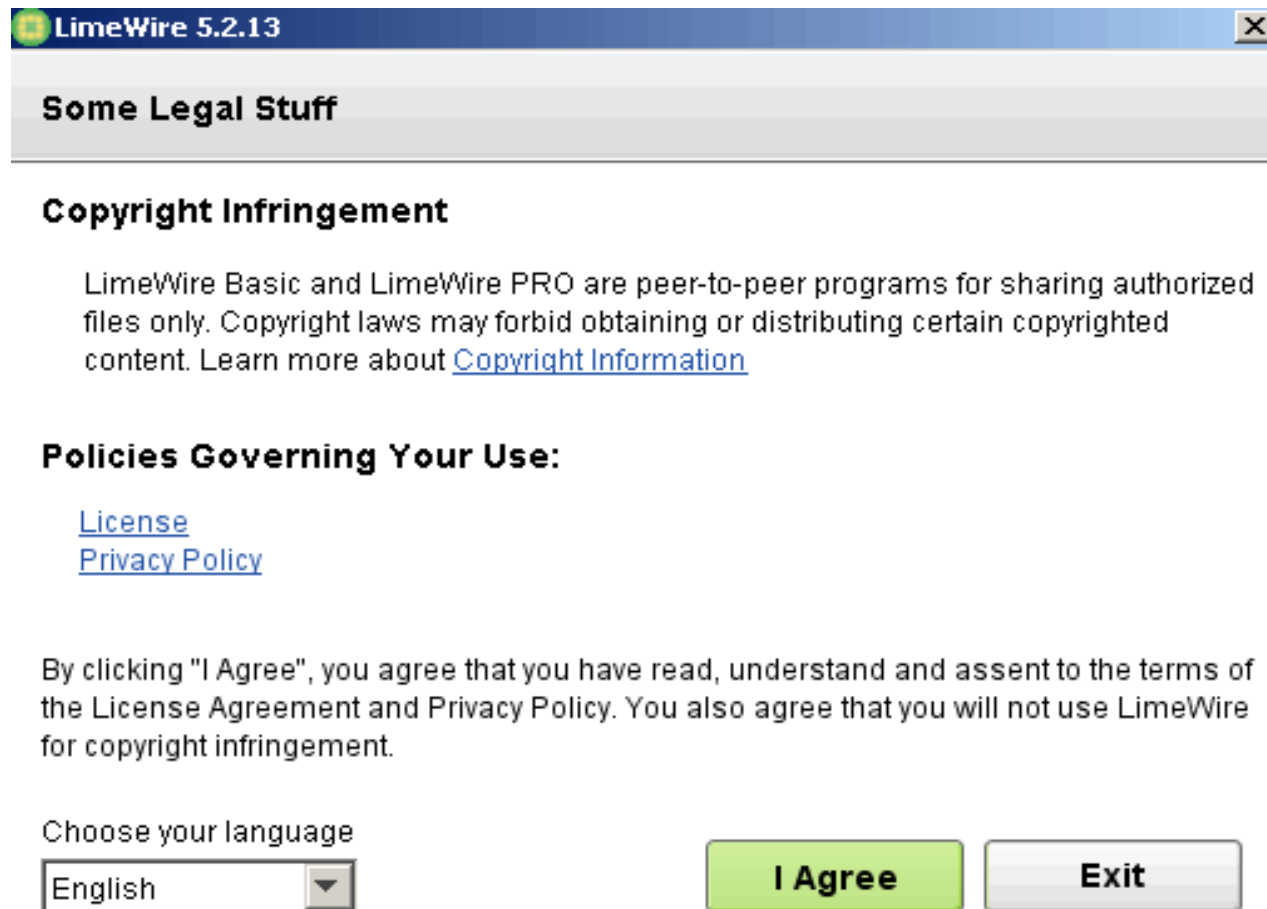 LimeWire 5.2.13
Some Legal Stuff
Copyright Infringement
LimeWire Basic and LimeWire PRO are peer-to-peer programs for sharing authorized
files only. Copyright laws may forbid obtaining or distributing certain copyrighted
content. Learn more about Copyright Information
Policies Governing Your Use:
License
Privacy Policy
By clicking "I Agree", you agree that you have read, understand and assent to the terms of
the License Agreement and Privacy Policy. You also agree that you will not use LimeWire
for copyright infringement.
Choose your language
English
I Agree
Exit